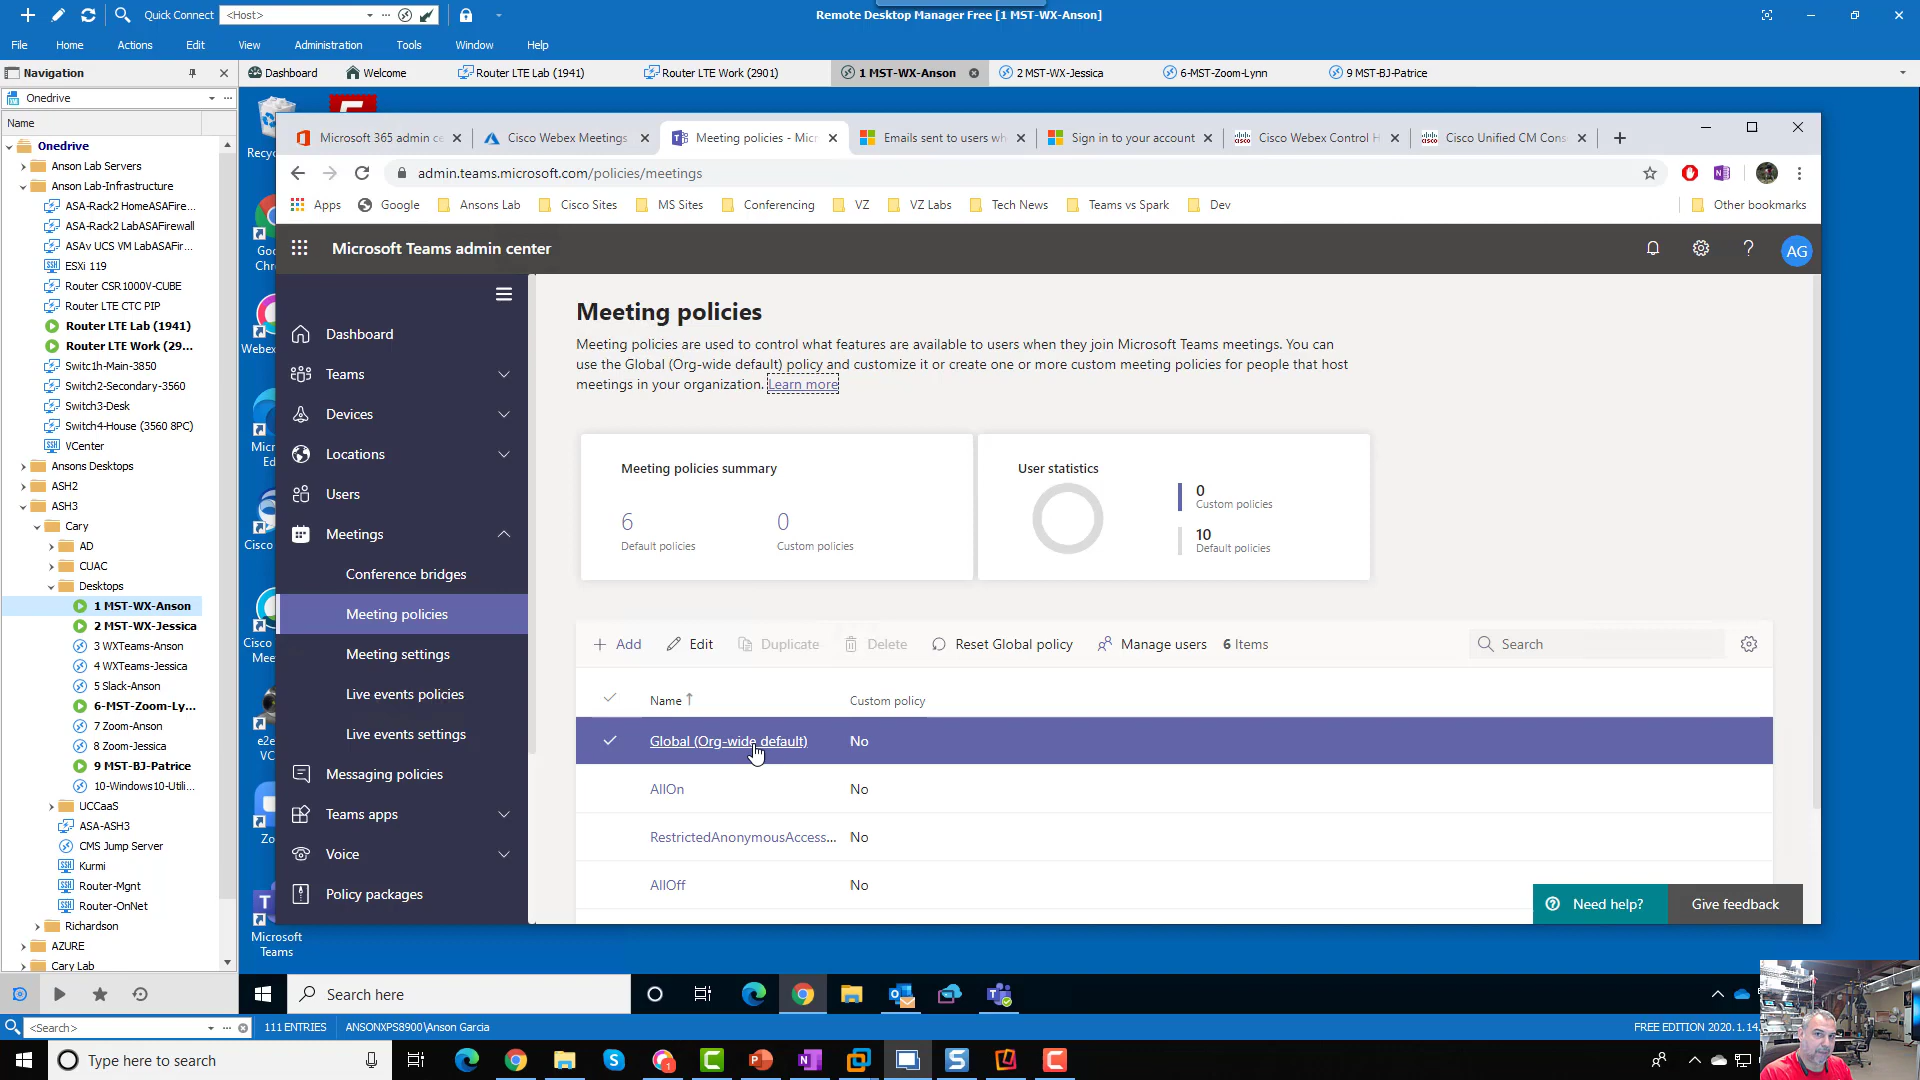 Quick Connect
<Host>
Remote Desktop Manager Free [1 MST-WX-Anson]
File
Home
Actions
Edit
View
Administration
Tools
Window
Help
Navigation
Dashboard
Welcome
Router LTE Lab (1941)
Router LTE Work (2901)
1 MST-WX-Anson
2 MST-WX-Jessica
6-MST-Zoom-Lynn
9 MST-BJ-Patrice
Onedrive
Name
Onedrive
Anson Lab Servers
Anson Lab-Infrastructure
ASA-Rack2 HomeASAFire...
ASA-Rack2 LabASAFirewall
ASAv UCS VM LabASAFir...
ESXi 119
Router CSR1000V-CUBE
Router LTE CTC PIP
Router LTE Lab (1941)
Router LTE Work (29...
Switc1h-Main-3850
Switch2-Secondary-3560
Switch3-Desk
Switch4-House (3560 8PC)
VCenter
Ansons Desktops
ASH2
ASH3
Cary
AD
CUAC
Desktops
1 MST-WX-Anson
2 MST-WX-Jessica
3 WXTeams-Anson
4 WXTeams-Jessica
5 Slack-Anson
6-MST-Zoom-Ly...
7 Zoom-Anson
8 Zoom-Jessica
9 MST-BJ-Patrice
10-Windows10-Utili...
UCCaaS
ASA-ASH3
CMS Jump Server
Kurmi
Router-Mgnt
Router-OnNet
Richardson
AZURE
Cary Lab
Recyc
Goo
Chr
Webex
Micr
Ed
Cisco
Cisco
Mee
e2e
VC
Zo
Microsoft
Teams
Microsoft 365 admin ce
Cisco Webex Meetings
Meeting policies - Micr
Emails sent to users wh
Sign in to your account
Cisco Webex Control H
Cisco Unified CM Cons
admin.teams.microsoft.com/policies/meetings
Apps
Google
Ansons Lab
Cisco Sites
MS Sites
Conferencing
VZ
VZ Labs
Tech News
Teams vs Spark
Dev
Other bookmarks
Microsoft Teams admin center
?
AG
Dashboard
Teams
Devices
Locations
Users
Meetings
Conference bridges
Meeting policies
Meeting settings
Live events policies
Live events settings
Messaging policies
Teams apps
Voice
Policy packages
Meeting policies
Meeting policies are used to control what features are available to users when they join Microsoft Teams meetings. You can
use the Global (Org-wide default) policy and customize it or create one or more custom meeting policies for people that host
meetings in your organization. Learn more
Meeting policies summary
6
Default policies
0
Custom policies
User statistics
0
Custom policies
10
Default policies
Add
Edit
Duplicate
Delete
Reset Global policy
Manage users
6 Items
Search
Name ↑
Custom policy
Global (Org-wide default)
No
AllOn
No
RestrictedAnonymousAccess...
No
AllOff
No
Need help?
Give feedback
Search here
<Search>
111 ENTRIES
ANSONXPS8900\Anson Garcia
FREE EDITION 2020.1.14.
Type here to search